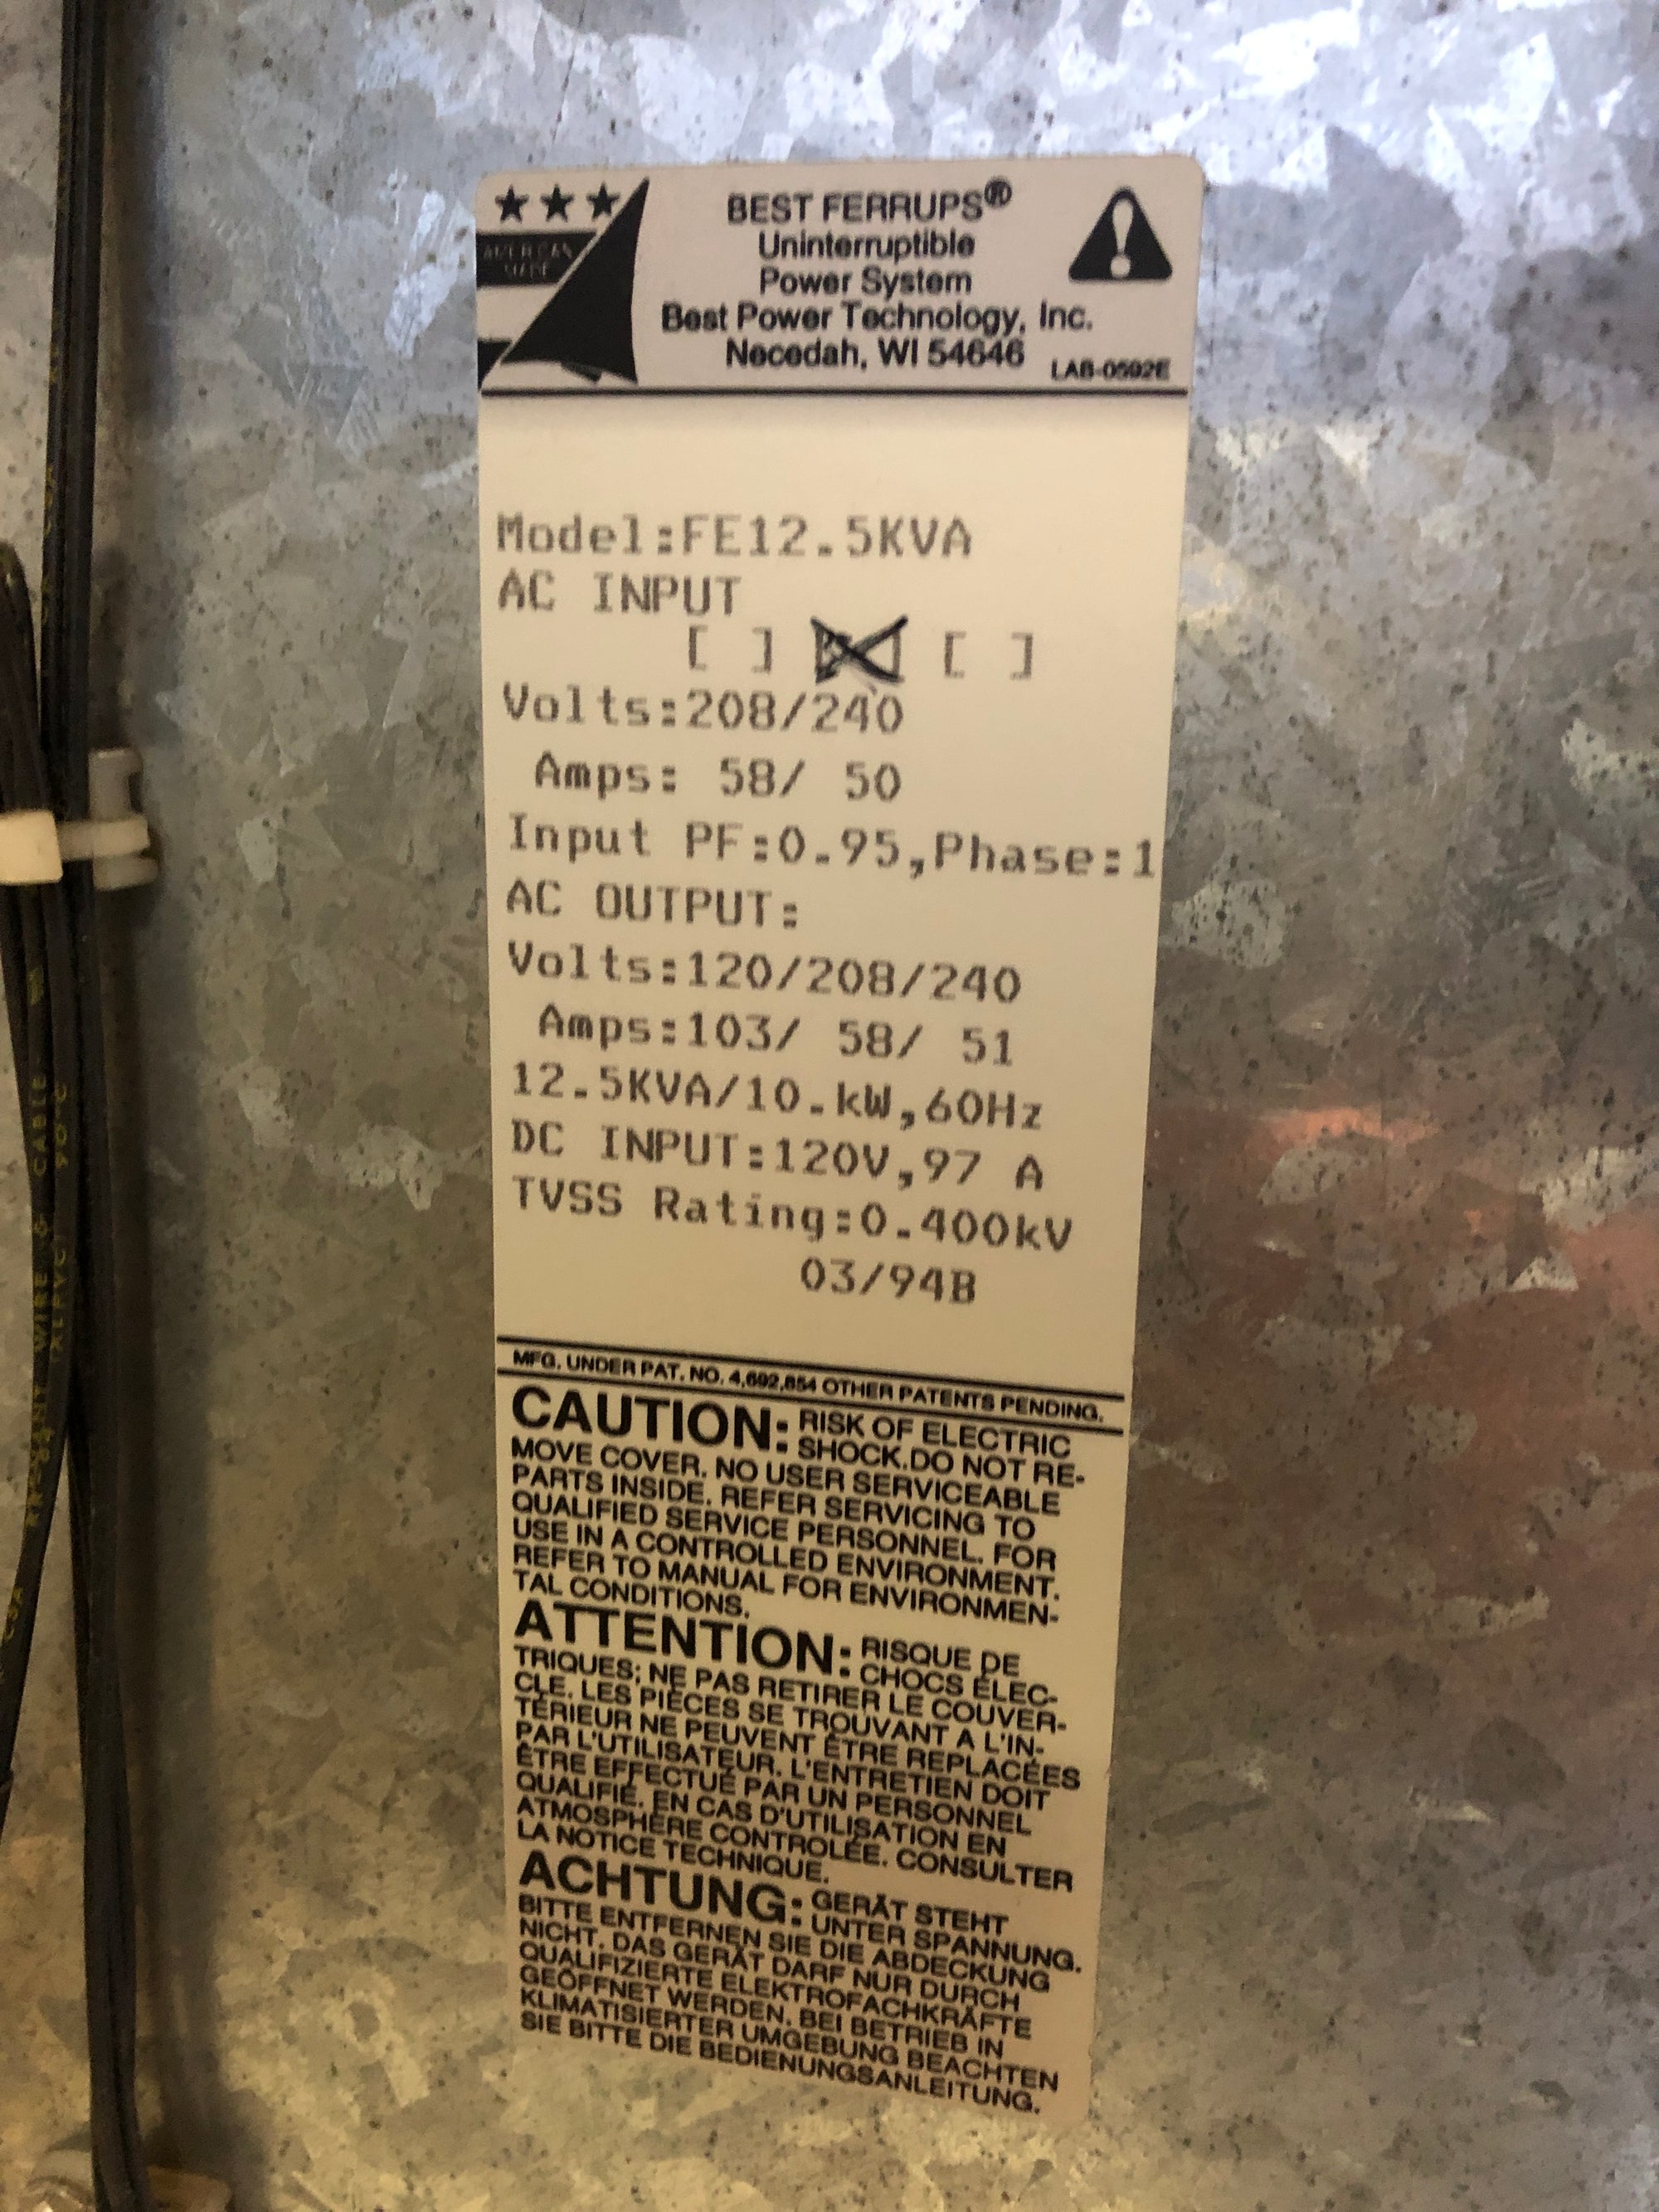 ★★★
AMERICAN
MADE
BEST FERRUPS®
Uninterruptible
Power System
Best Power Technology, Inc.
Necedah, WI 54646
LAB-0592E
Model:FE12.5KVA
AC INPUT
[ ] [X] [ ]
Volts:208/240
Amps: 58/ 50
Input PF:0.95,Phase:1
AC OUTPUT:
Volts:120/208/240
Amps:103/ 58/ 51
12.5KVA/10.kW,60Hz
DC INPUT:120V,97 A
TVSS Rating:0.400kV
03/94B
MFG. UNDER PAT. NO. 4,692,854 OTHER PATENTS PENDING.
CAUTION: RISK OF ELECTRIC
SHOCK.DO NOT RE-
MOVE COVER. NO USER SERVICEABLE
PARTS INSIDE. REFER SERVICING TO
QUALIFIED SERVICE PERSONNEL. FOR
USE IN A CONTROLLED ENVIRONMENT.
REFER TO MANUAL FOR ENVIRONMEN-
TAL CONDITIONS.
ATTENTION: RISQUE DE
CHOCS ÉLEC-
TRIQUES; NE PAS RETIRER LE COUVER-
CLE. LES PIÈCES SE TROUVANT A L'IN-
TÉRIEUR NE PEUVENT ÊTRE REPLACÉES
PAR L'UTILISATEUR. L'ENTRETIEN DOIT
ÊTRE EFFECTUÉ PAR UN PERSONNEL
QUALIFIÉ. EN CAS D'UTILISATION EN
ATMOSPHÈRE CONTROLÉE. CONSULTER
LA NOTICE TECHNIQUE.
ACHTUNG: GERÄT STEHT
UNTER SPANNUNG.
BITTE ENTFERNEN SIE DIE ABDECKUNG
NICHT. DAS GERÄT DARF NUR DURCH
QUALIFIZIERTE ELEKTROFACHKRÄFTE
GEÖFFNET WERDEN. BEI BETRIEB IN
KLIMATISIERTER UMGEBUNG BEACHTEN
SIE BITTE DIE BEDIENUNGSANLEITUNG.
WIRE & CABLE
XLPVC
90°C